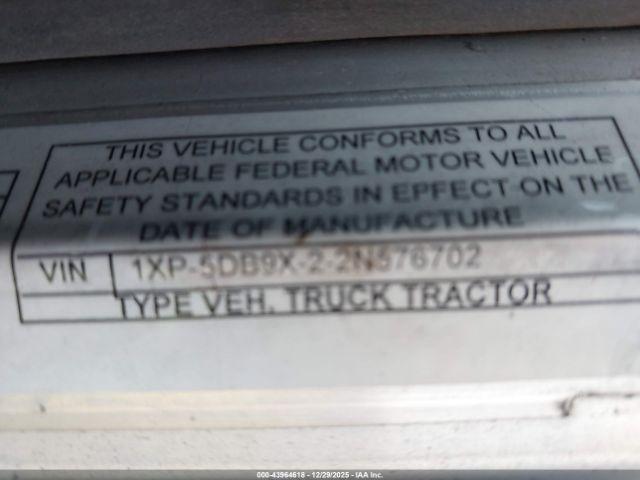 THIS VEHICLE CONFORMS TO ALL
APPLICABLE FEDERAL MOTOR VEHICLE
SAFETY STANDARDS IN EFFECT ON THE
DATE OF MANUFACTURE
VIN 1XP-5DB9X-2-2N576702
TYPE VEH. TRUCK TRACTOR
000-43964618 | 12/29/2025 - IAA Inc.